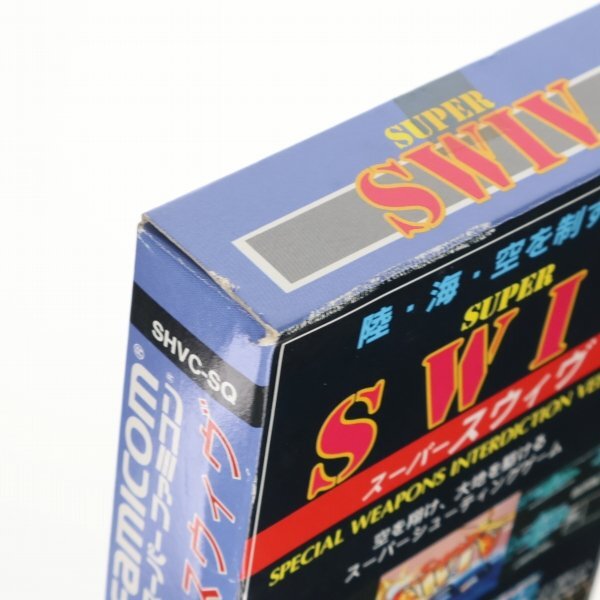 SUPER
SWIV
陸・海・空を制す
SUPER
SWI
スーパースウィヴ
SPECIAL WEAPONS INTERDICTION VE
空を翔け、大地を駆ける
スーパーシューティングゲーム
SHVC-SQ
FAMICOM
スーパーファミコン
スウィヴ